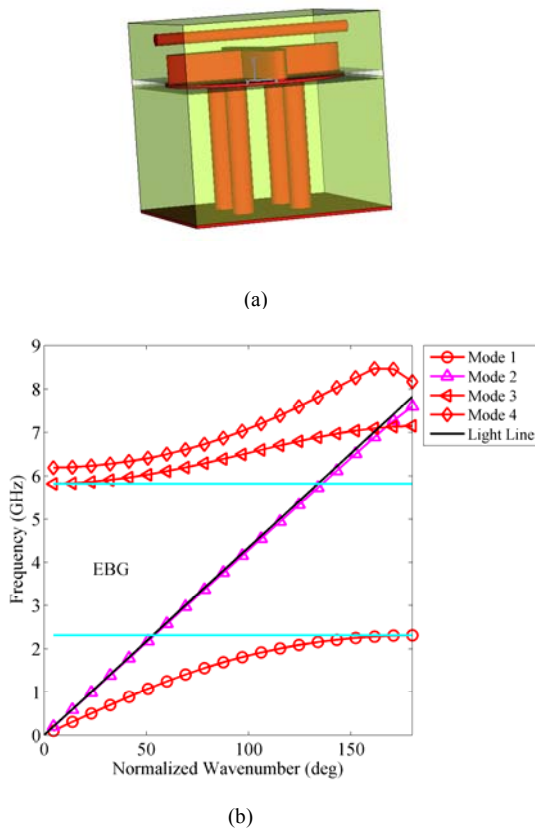 (a)
9
8
7
6
5
4
3
2
1
0
Frequency (GHz)
EBG
0
50
100
150
Normalized Wavenumber (deg)
Mode 1
Mode 2
Mode 3
Mode 4
Light Line
(b)